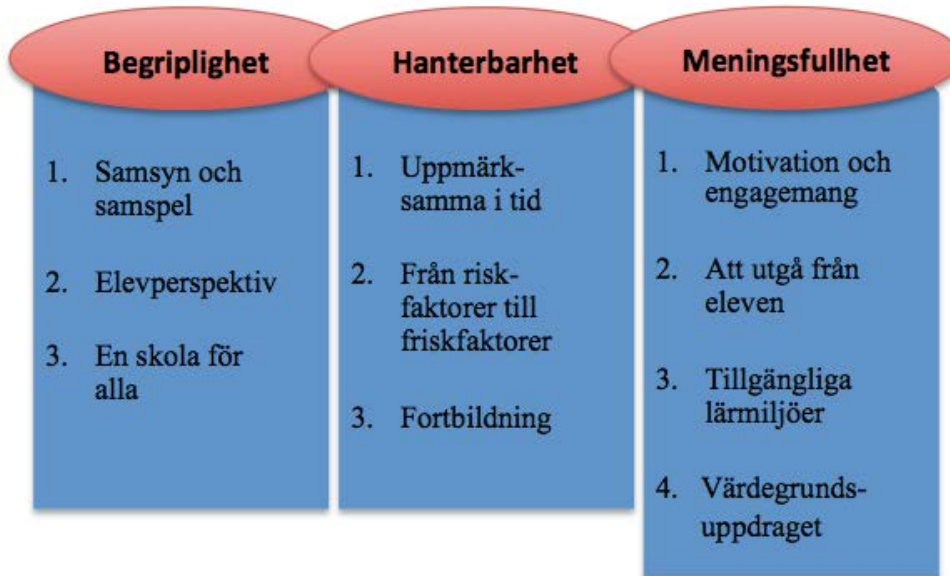 Begriplighet
1. Samsyn och
samspel
2. Elevperspektiv
3. En skola för
alla
Hanterbarhet
1. Uppmärk-
samma i tid
2. Från risk-
faktorer till
friskfaktorer
3. Fortbildning
Meningsfullhet
1. Motivation och
engagemang
2. Att utgå från
eleven
3. Tillgängliga
lärmiljöer
4. Värdegrunds-
uppdraget